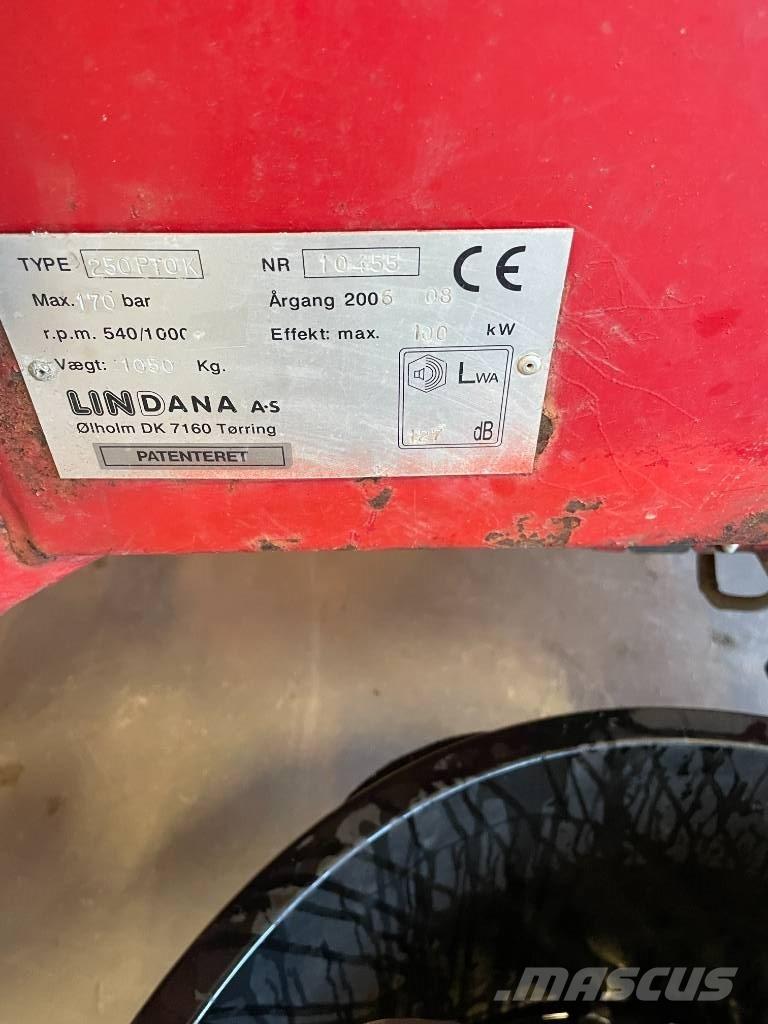 TYPE 250PTOK NR 10455 CE
Max. 170 bar Årgang 2006 08
r.p.m. 540/1000 Effekt: max. 100 kW
Vægt: 1050 Kg.
LWA
LINDANA A·S
Ølholm DK 7160 Tørring
127 dB
PATENTERET
MASCUS